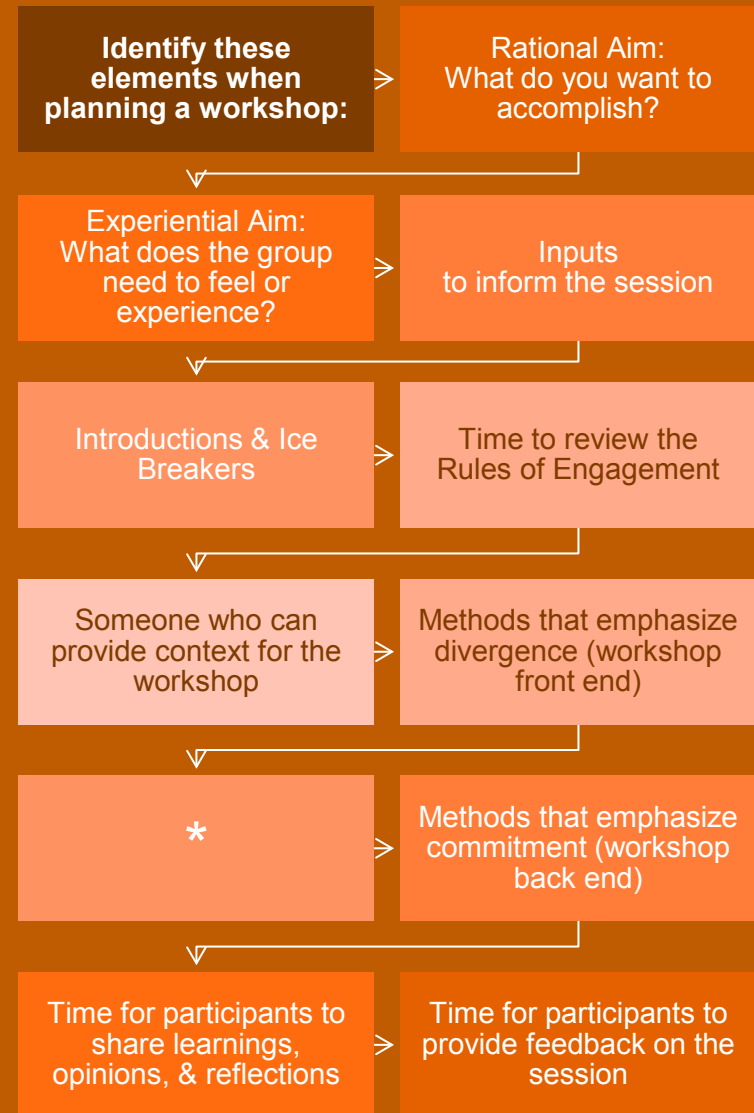 Identify these
elements when
planning a workshop:
Rational Aim:
What do you want to
accomplish?
Experiential Aim:
What does the group
need to feel or
experience?
Inputs
to inform the session
Introductions & Ice
Breakers
Time to review the
Rules of Engagement
Someone who can
provide context for the
workshop
Methods that emphasize
divergence (workshop
front end)
*
Methods that emphasize
commitment (workshop
back end)
Time for participants to
share learnings,
opinions, & reflections
Time for participants to
provide feedback on the
session